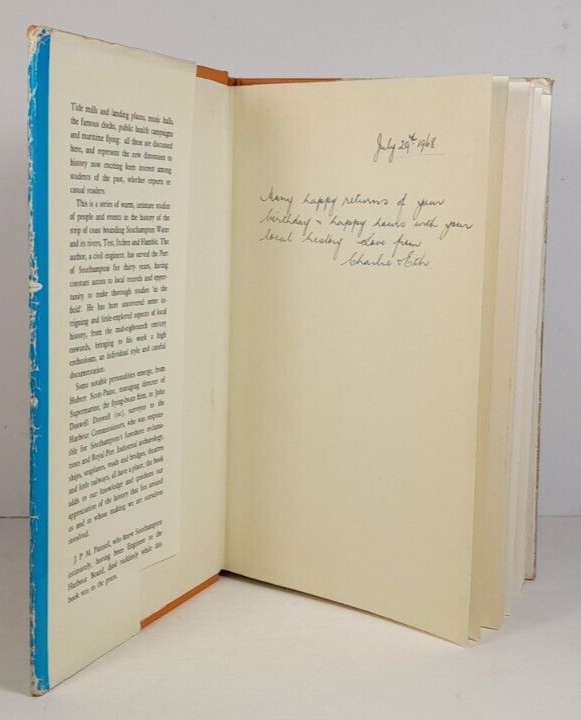 Tide mills and landing places, music halls,
the famous clocks, public health campaigns
and maritime flying: all these are discussed
here, and represent the new dimension to
history now exciting keen interest among
students of the past, whether experts or
casual readers.
This is a series of warm, intimate studies
of people and events in the history of the
strip of coast bounding Southampton Water
and its rivers, Test, Itchen and Hamble. The
author, a civil engineer, has served the Port
of Southampton for thirty years, having
constant access to local records and oppor-
tunity to make thorough studies 'in the
field'. He has been uncovered some in-
triguing and little-explored aspects of local
history, from the mid-eighteenth century
onwards, bringing to his work a high
enthusiasm, an individual style and careful
documentation.
Some notable personalities emerge, from
Hubert Scott-Paine, managing director of
Supermarine, the flying-boats firm, to John
Doswell Doswell (sic), surveyor to the
Harbour Commissioners, who was respons-
ible for Southampton's foreshore reclama-
tions and Royal Pier. Industrial archæology,
ships, seaplanes, roads and bridges, theatres
and little railways, all have a place; the book
adds to our knowledge and quickens our
appreciation of the history that lies around
us and in whose making we are ourselves
involved.
J. P. M. Pannell, who knew Southampton
intimately, having been Engineer to the
Harbour Board, died suddenly while this
book was in the press.
July 29th 1968
Many happy returns of your
birthday & happy hours with your
local history love from
Charlie & Eth